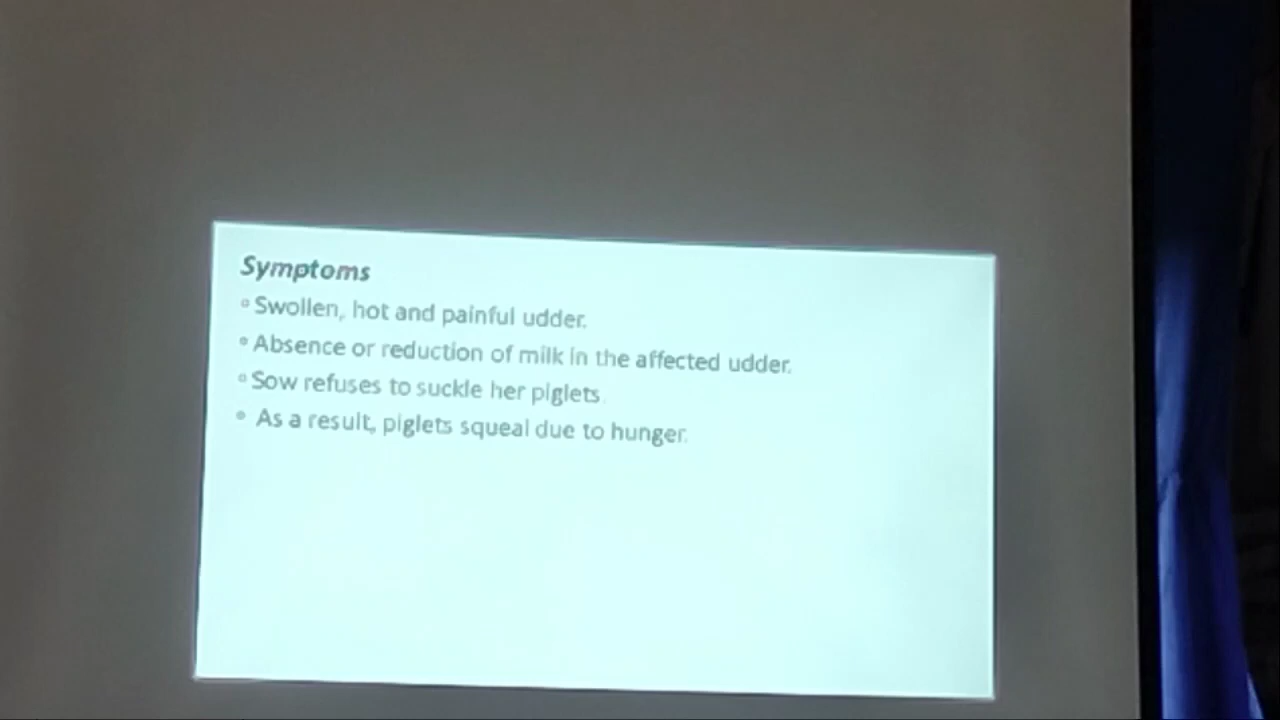 Symptoms
° Swollen, hot and painful udder.
° Absence or reduction of milk in the affected udder.
° Sow refuses to suckle her piglets.
° As a result, piglets squeal due to hunger.